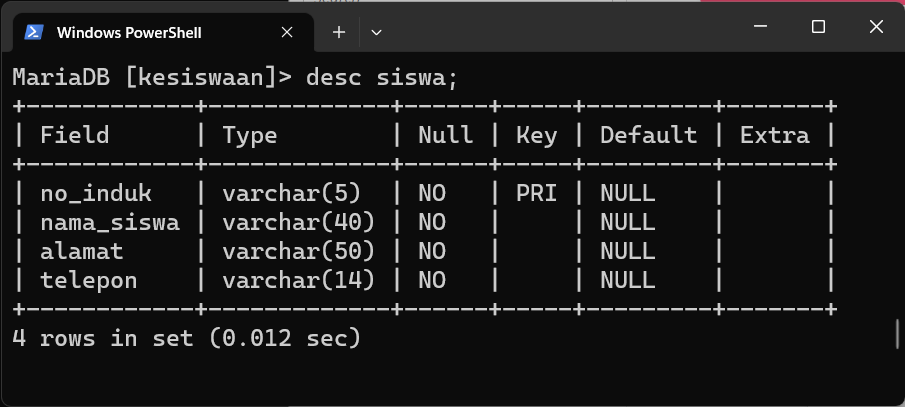 Windows PowerShell
MariaDB [kesiswaan]> desc siswa;
+------------+-------------+------+-----+---------+-------+
| Field      | Type        | Null | Key | Default | Extra |
+------------+-------------+------+-----+---------+-------+
| no_induk   | varchar(5)  | NO   | PRI | NULL    |       |
| nama_siswa | varchar(40) | NO   |     | NULL    |       |
| alamat     | varchar(50) | NO   |     | NULL    |       |
| telepon    | varchar(14) | NO   |     | NULL    |       |
+------------+-------------+------+-----+---------+-------+
4 rows in set (0.012 sec)